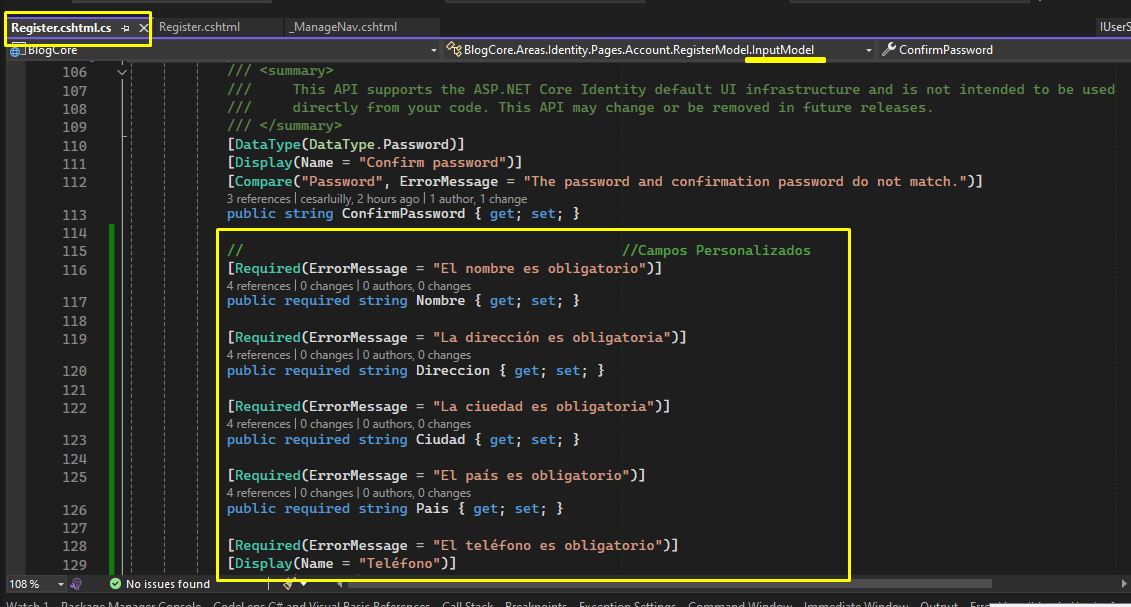 Register.cshtml.cs Register.cshtml _ManageNav.cshtml IUserS
BlogCore BlogCore.Areas.Identity.Pages.Account.RegisterModel.InputModel ConfirmPassword
106 /// <summary>
107 /// This API supports the ASP.NET Core Identity default UI infrastructure and is not intended to be used
108 /// directly from your code. This API may change or be removed in future releases.
109 /// </summary>
110 [DataType(DataType.Password)]
111 [Display(Name = "Confirm password")]
112 [Compare("Password", ErrorMessage = "The password and confirmation password do not match.")]
3 references | cesarluilly, 2 hours ago | 1 author, 1 change
113 public string ConfirmPassword { get; set; }
114
115 // //Campos Personalizados
116 [Required(ErrorMessage = "El nombre es obligatorio")]
4 references | 0 changes | 0 authors, 0 changes
117 public required string Nombre { get; set; }
118
119 [Required(ErrorMessage = "La dirección es obligatoria")]
4 references | 0 changes | 0 authors, 0 changes
120 public required string Direccion { get; set; }
121
122 [Required(ErrorMessage = "La ciuedad es obligatoria")]
4 references | 0 changes | 0 authors, 0 changes
123 public required string Ciudad { get; set; }
124
125 [Required(ErrorMessage = "El país es obligatorio")]
4 references | 0 changes | 0 authors, 0 changes
126 public required string Pais { get; set; }
127
128 [Required(ErrorMessage = "El teléfono es obligatorio")]
129 [Display(Name = "Teléfono")]
108 % No issues found
Watch 1 Package Manager Console CodeLens C# and Visual Basic References Call Stack Breakpoints Exception Settings Command Window Immediate Window Output